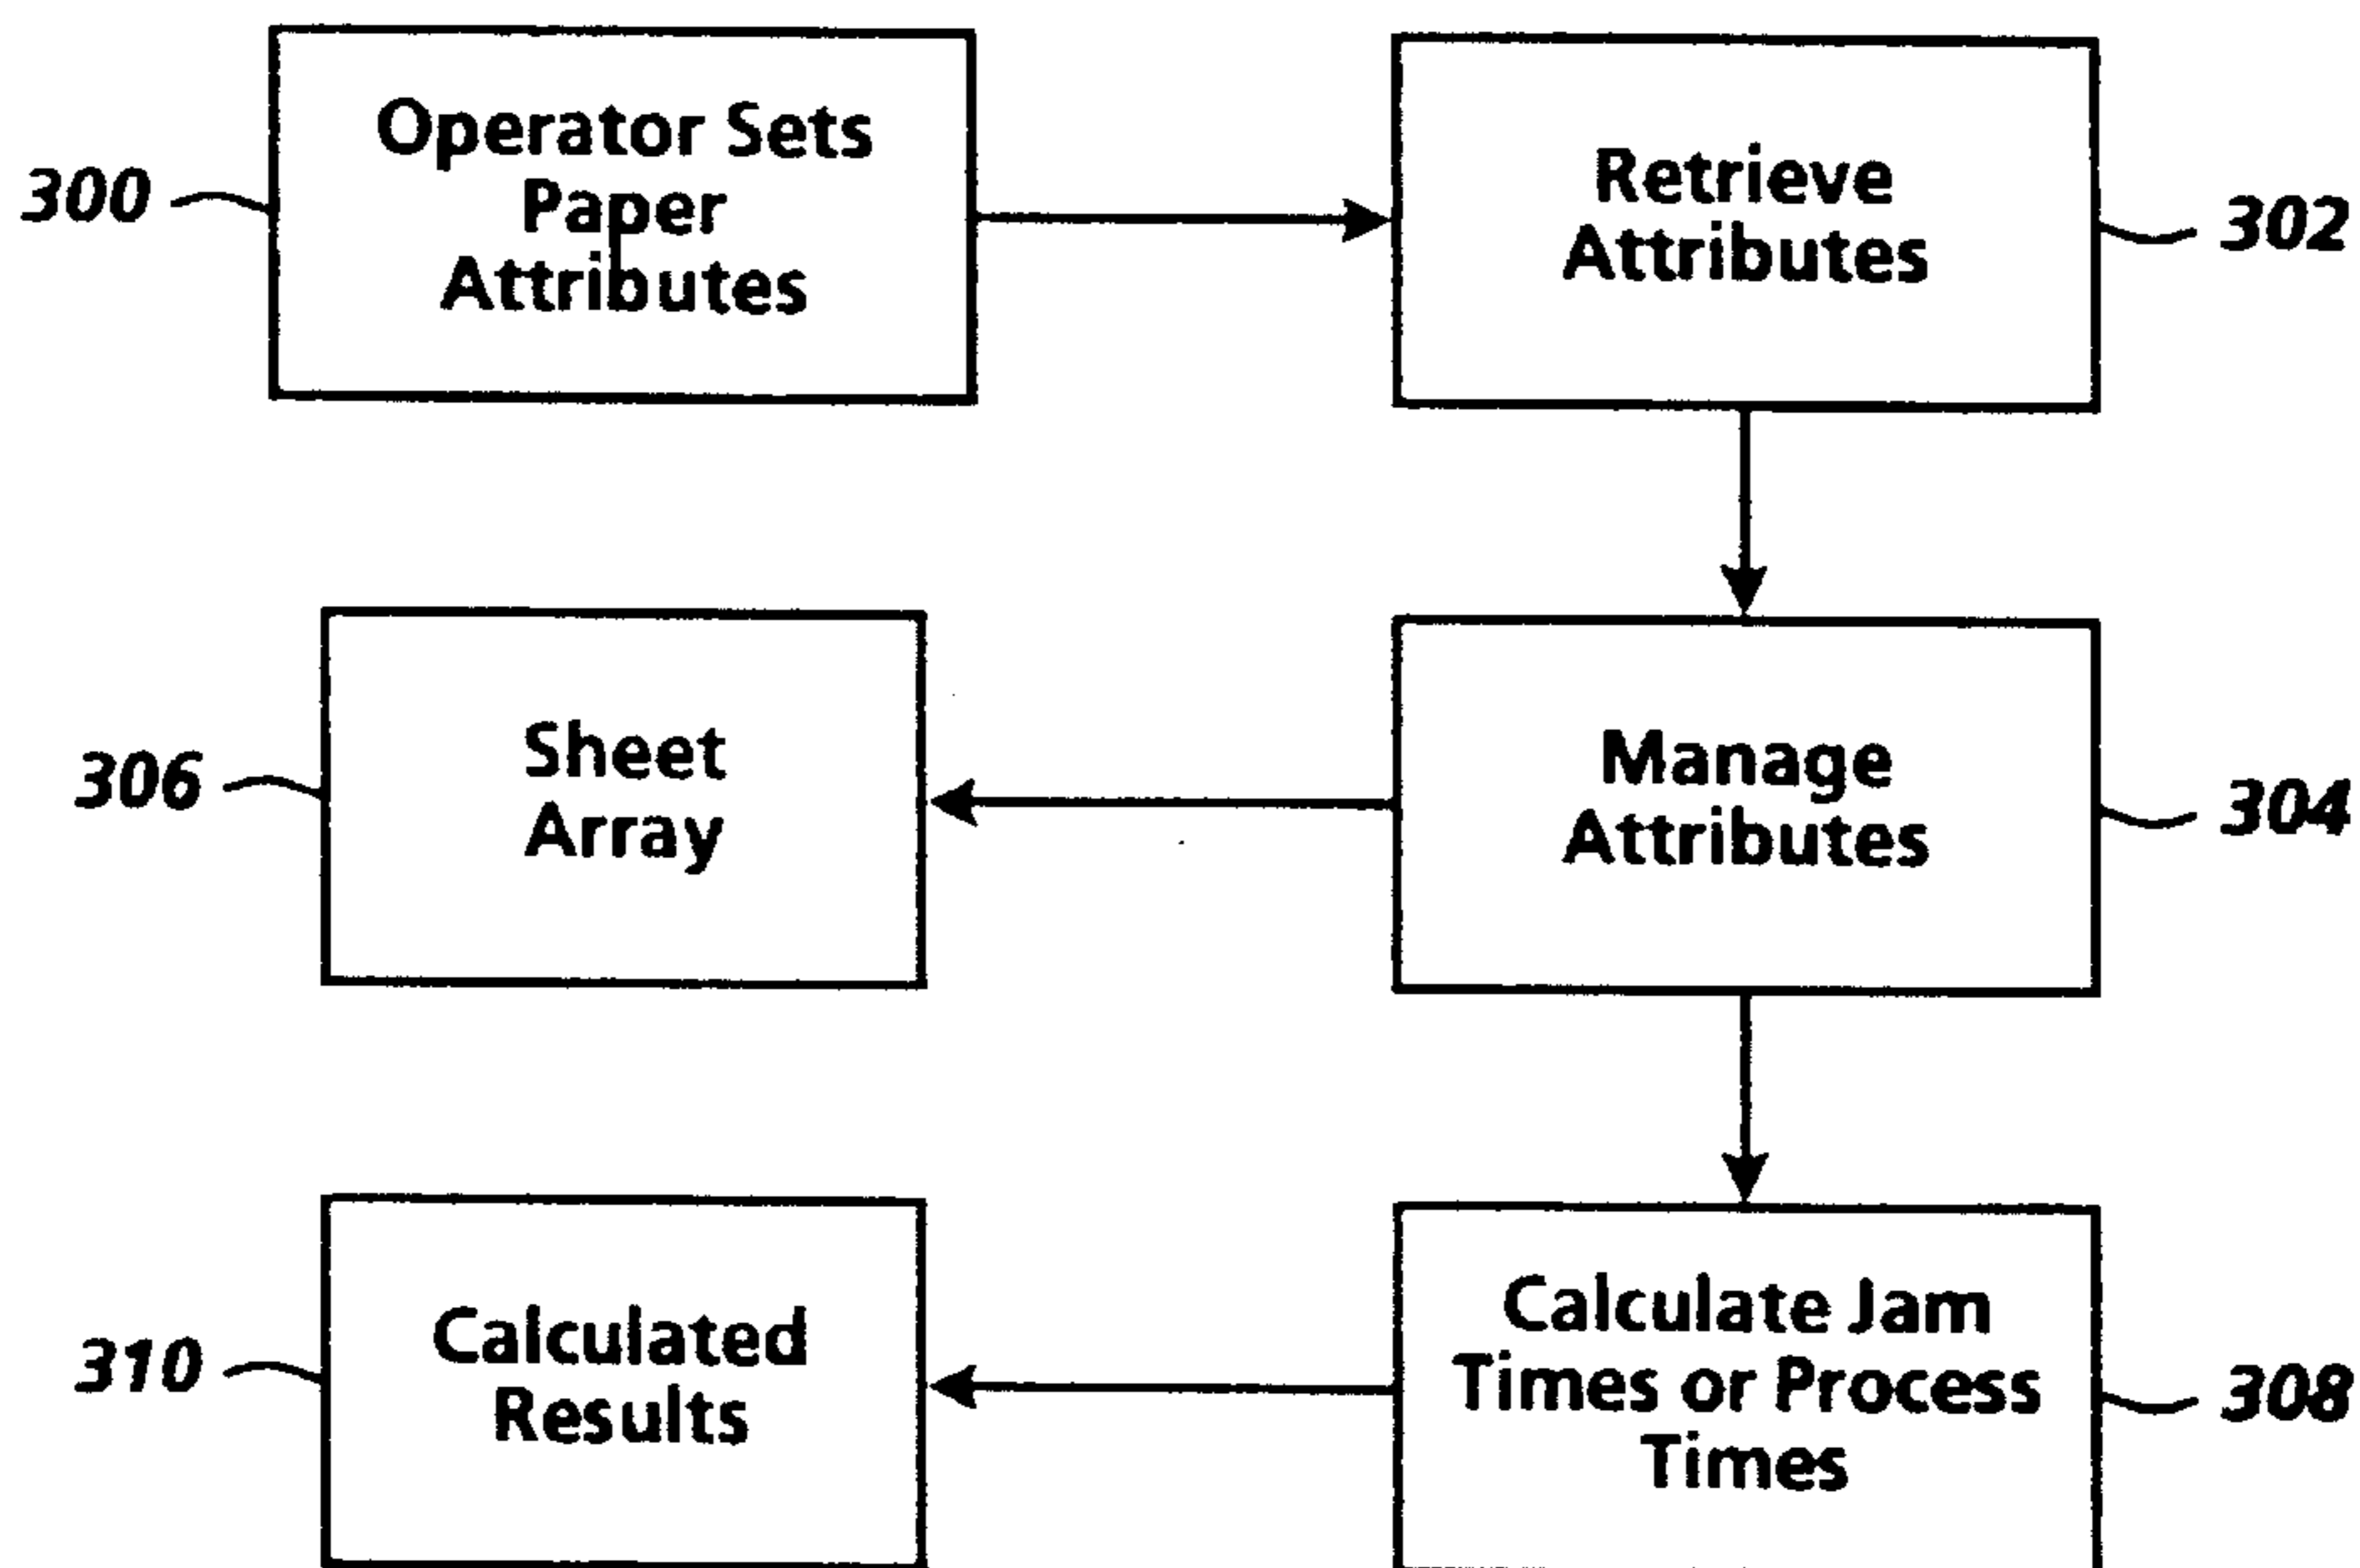 Operator Sets
Paper
Attributes
300
Retrieve
Attributes
302
Sheet
Array
306
Manage
Attributes
304
Calculated
Results
310
Calculate Jam
Times or Process
Times
308